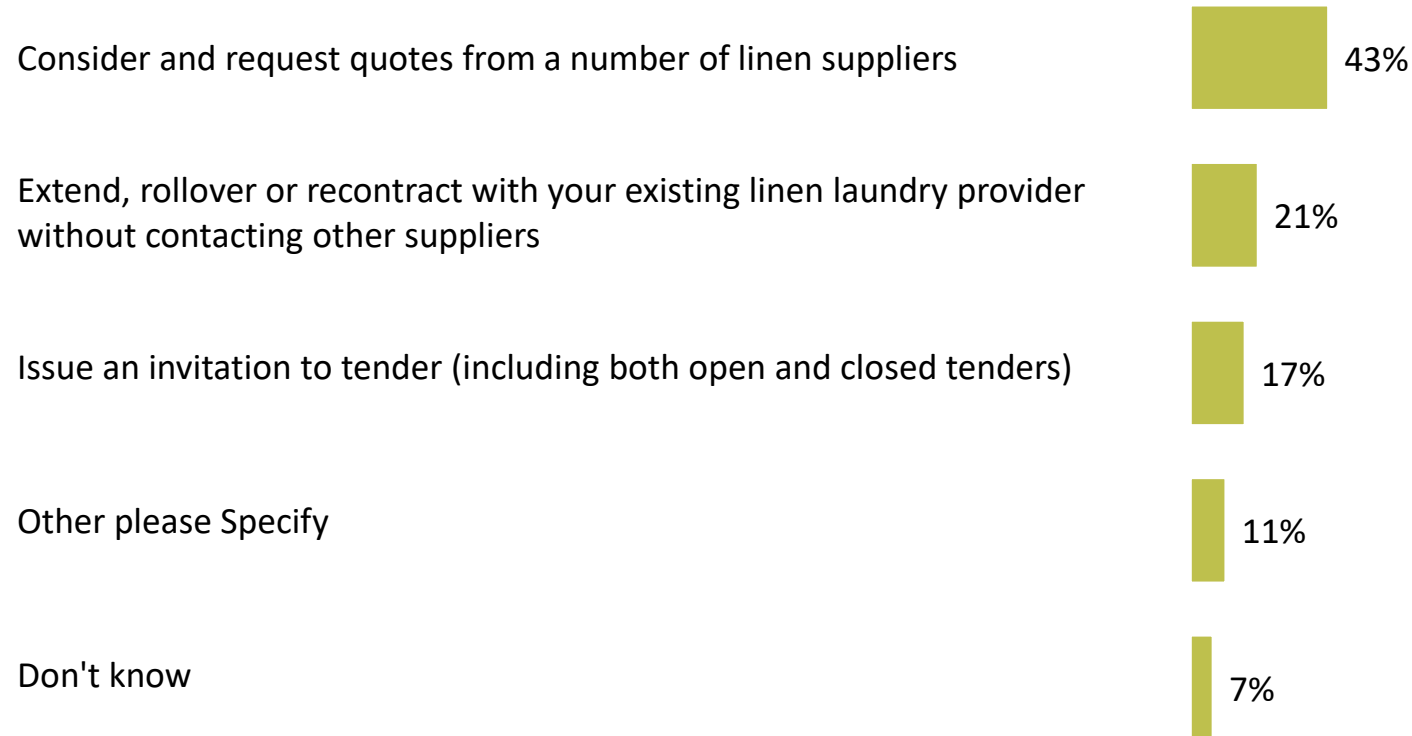 Consider and request quotes from a number of linen suppliers
43%
Extend, rollover or recontract with your existing linen laundry provider
without contacting other suppliers
21%
Issue an invitation to tender (including both open and closed tenders)
17%
Other please Specify
11%
Don't know
7%